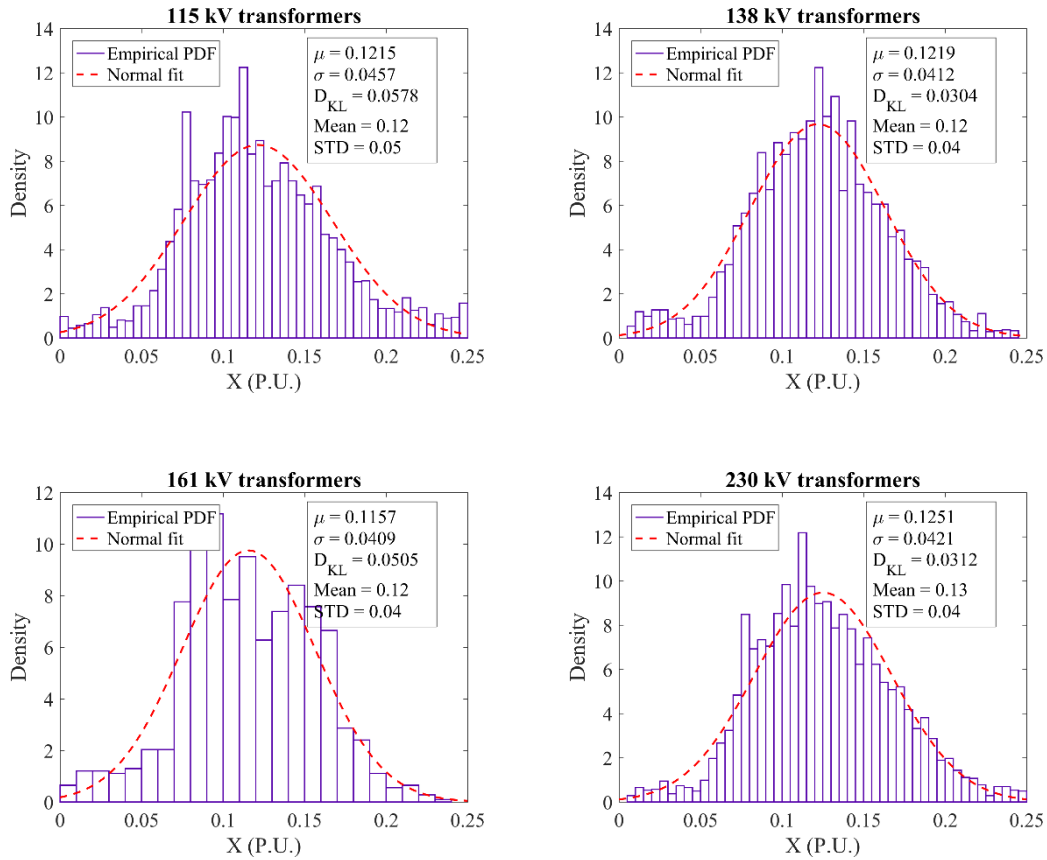 115 kV transformers
14
12
10
8
6
4
2
0
Density
Empirical PDF
Normal fit
μ = 0.1215
σ = 0.0457
D_KL = 0.0578
Mean = 0.12
STD = 0.05
0 0.05 0.1 0.15 0.2 0.25
X (P.U.)
138 kV transformers
14
12
10
8
6
4
2
0
Density
Empirical PDF
Normal fit
μ = 0.1219
σ = 0.0412
D_KL = 0.0304
Mean = 0.12
STD = 0.04
0 0.05 0.1 0.15 0.2 0.25
X (P.U.)
161 kV transformers
12
10
8
6
4
2
0
Density
Empirical PDF
Normal fit
μ = 0.1157
σ = 0.0409
D_KL = 0.0505
Mean = 0.12
STD = 0.04
0 0.05 0.1 0.15 0.2 0.25
X (P.U.)
230 kV transformers
14
12
10
8
6
4
2
0
Density
Empirical PDF
Normal fit
μ = 0.1251
σ = 0.0421
D_KL = 0.0312
Mean = 0.13
STD = 0.04
0 0.05 0.1 0.15 0.2 0.25
X (P.U.)